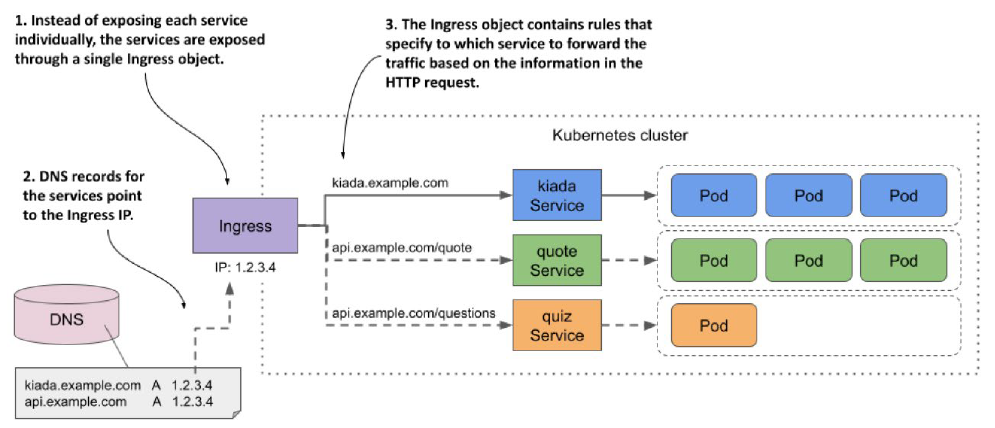 1. Instead of exposing each service
individually, the services are exposed
through a single Ingress object.
3. The Ingress object contains rules that
specify to which service to forward the
traffic based on the information in the
HTTP request.
Kubernetes cluster
2. DNS records for
the services point
to the Ingress IP.
Ingress
IP: 1.2.3.4
kiada.example.com
kiada
Service
Pod
Pod
Pod
api.example.com/quote
quote
Service
Pod
Pod
Pod
api.example.com/questions
quiz
Service
Pod
DNS
kiada.example.com A 1.2.3.4
api.example.com A 1.2.3.4